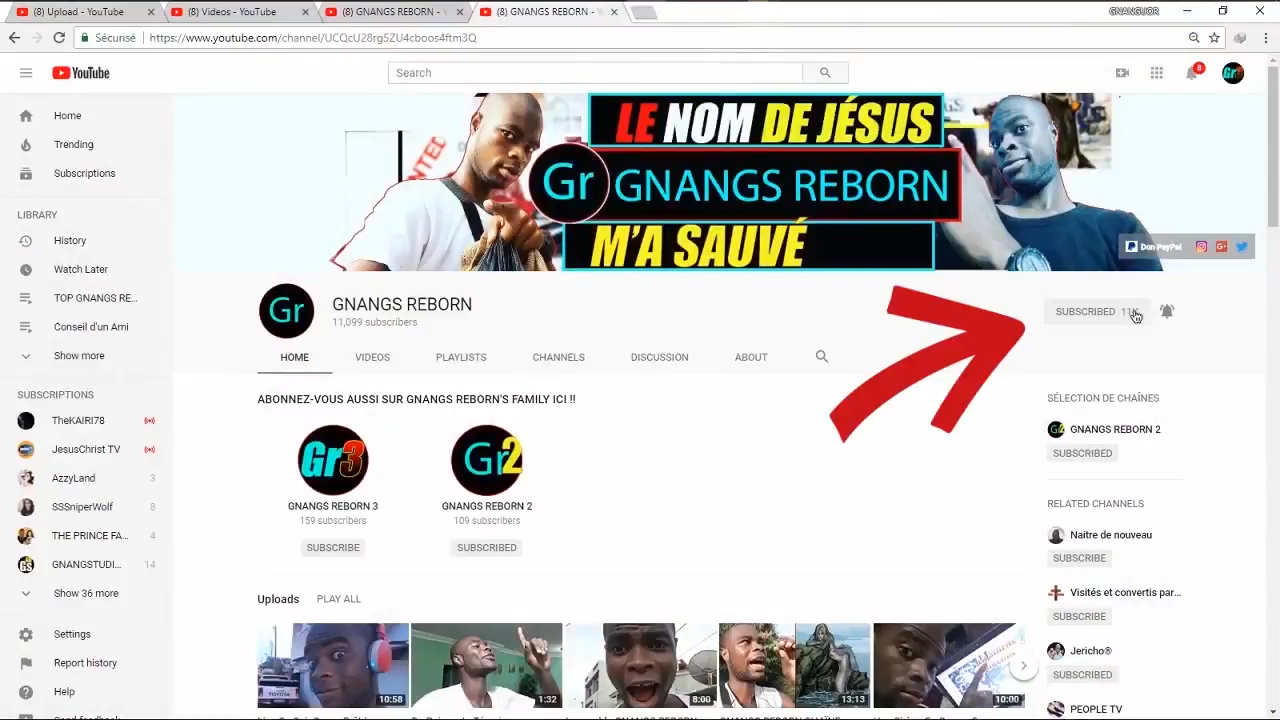 (8) Upload - YouTube
(8) Videos - YouTube
(8) GNANGS REBORN - Y
(8) GNANGS REBORN - Y
GNANGUOR
Sécurisé
https://www.youtube.com/channel/UCQcU28rg5ZU4cboos4ftm3Q
YouTube
Search
8
Gr3
Home
Trending
Subscriptions
LIBRARY
History
Watch Later
TOP GNANGS RE...
Conseil d'un Ami
Show more
SUBSCRIPTIONS
TheKAIRI78
JesusChrist TV
AzzyLand 3
SSSniperWolf 8
THE PRINCE FA... 4
GNANGSTUDI... 14
Show 36 more
Settings
Report history
Help
Send feedback
LE NOM DE JÉSUS
Gr GNANGS REBORN
M'A SAUVÉ
Don PayPal
Gr
GNANGS REBORN
11,099 subscribers
SUBSCRIBED
HOME
VIDEOS
PLAYLISTS
CHANNELS
DISCUSSION
ABOUT
ABONNEZ-VOUS AUSSI SUR GNANGS REBORN'S FAMILY ICI !!
Gr3
GNANGS REBORN 3
159 subscribers
SUBSCRIBE
Gr2
GNANGS REBORN 2
109 subscribers
SUBSCRIBED
Uploads
PLAY ALL
10:58
1:32
8:00
13:13
10:00
SÉLECTION DE CHAÎNES
G2
GNANGS REBORN 2
SUBSCRIBED
RELATED CHANNELS
Naitre de nouveau
SUBSCRIBE
Visités et convertis par...
SUBSCRIBE
Jericho®
SUBSCRIBED
PEOPLE TV